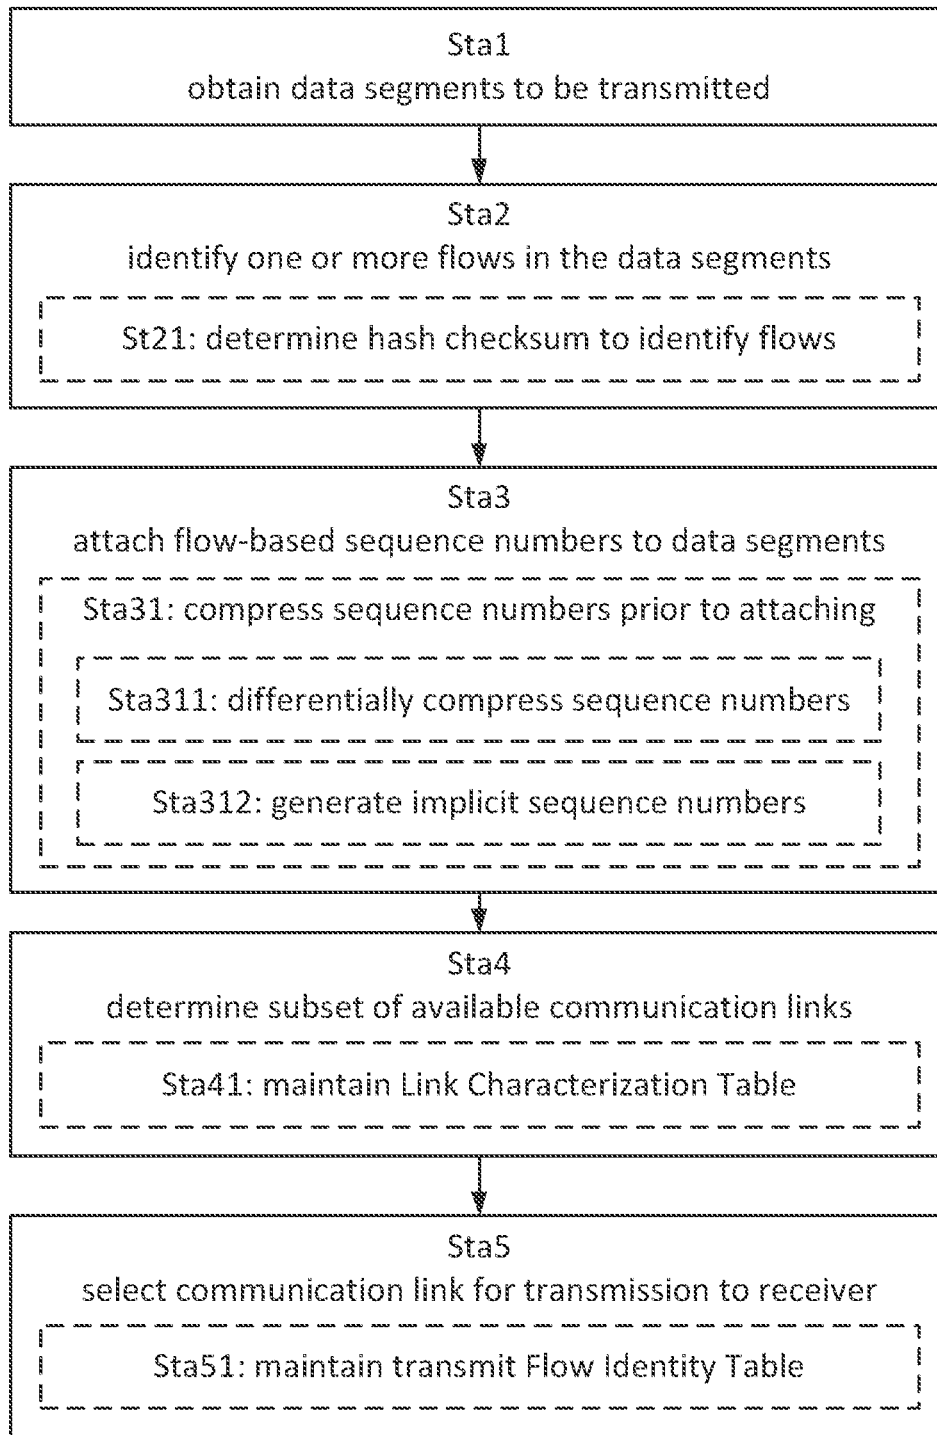 Sta1
obtain data segments to be transmitted
Sta2
identify one or more flows in the data segments
St21: determine hash checksum to identify flows
Sta3
attach flow-based sequence numbers to data segments
Sta31: compress sequence numbers prior to attaching
Sta311: differentially compress sequence numbers
Sta312: generate implicit sequence numbers
Sta4
determine subset of available communication links
Sta41: maintain Link Characterization Table
Sta5
select communication link for transmission to receiver
Sta51: maintain transmit Flow Identity Table